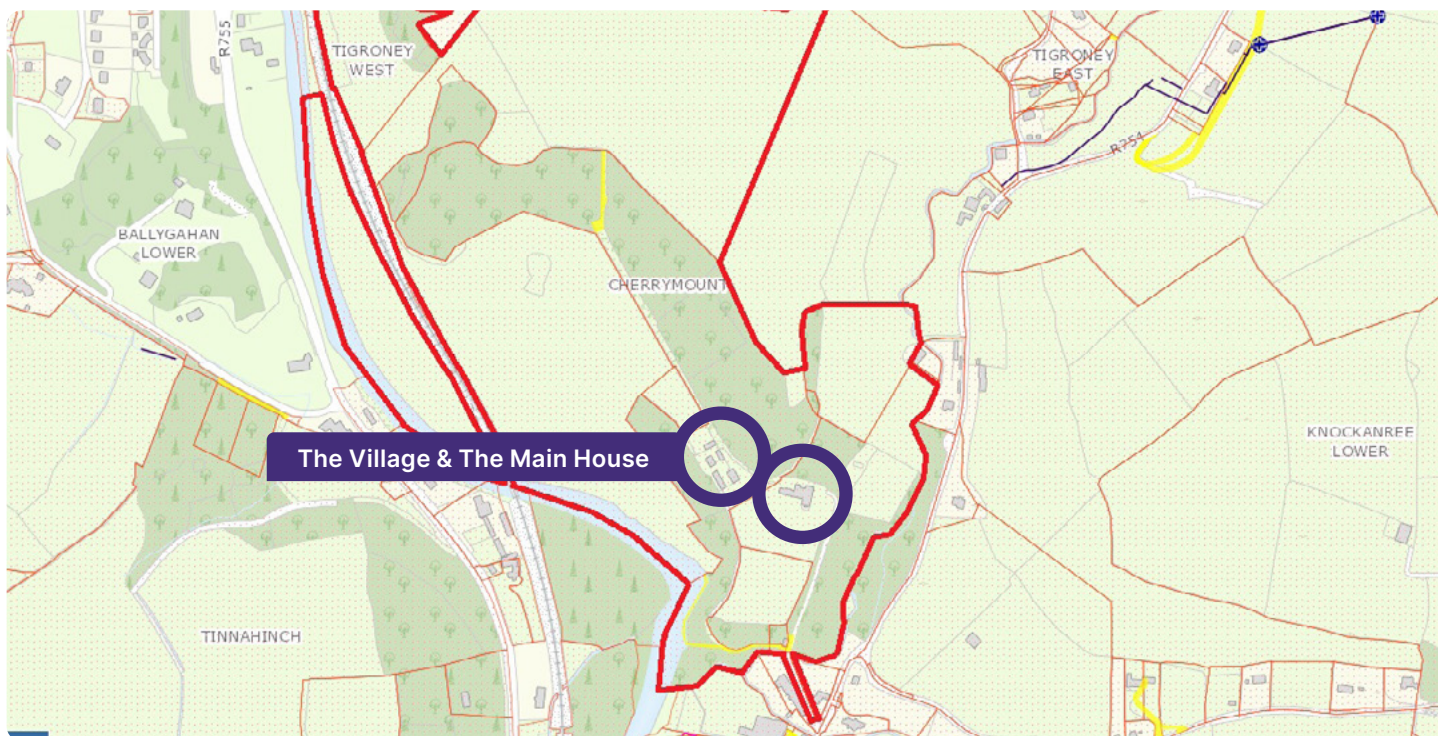 R755
TIGRONEY
WEST
TIGRONEY
EAST
R754
BALLYGAHAN
LOWER
CHERRYMOUNT
The Village & The Main House
KNOCKANREE
LOWER
TINNAHINCH